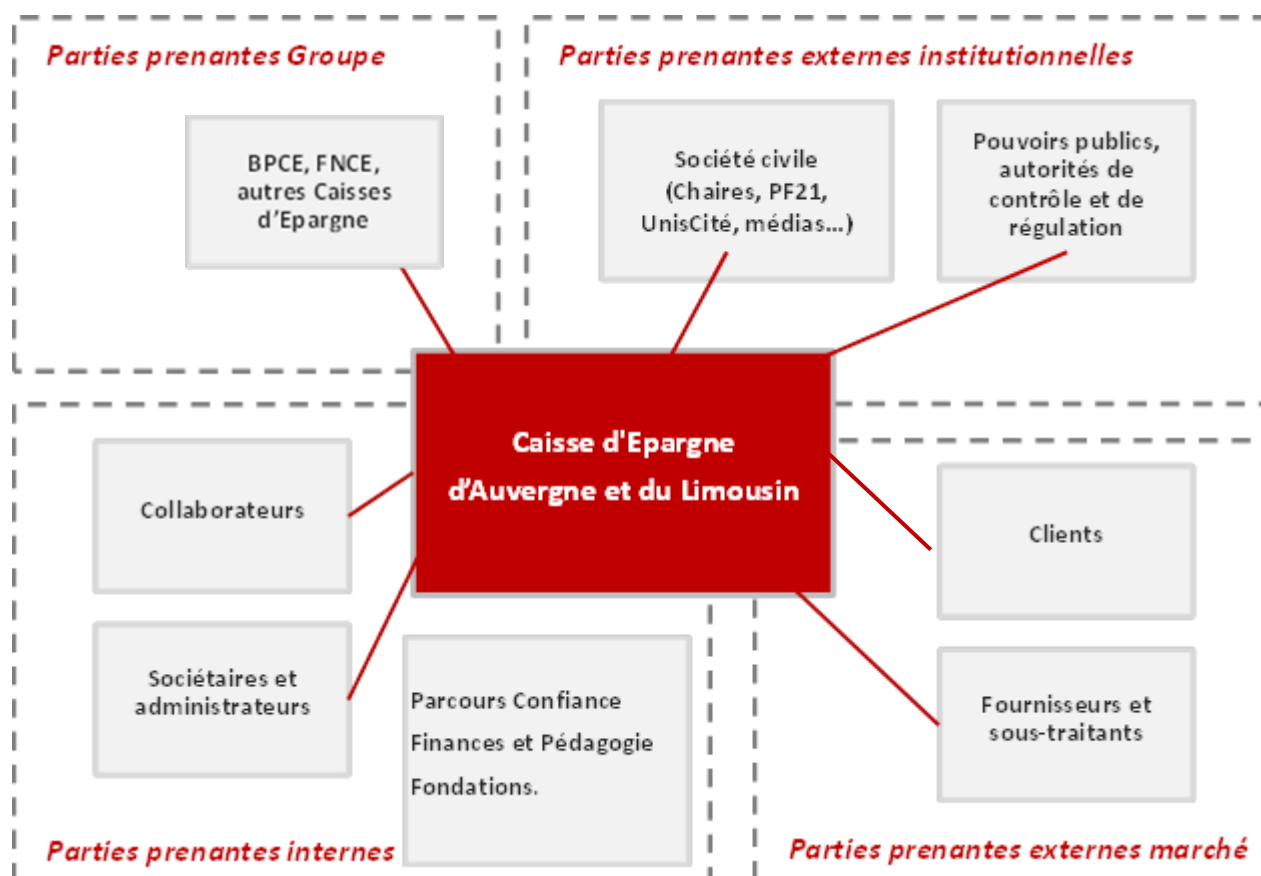 Parties prenantes Groupe
BPCE, FNCE,
autres Caisses
d’Epargne
Parties prenantes externes institutionnelles
Société civile
(Chaires, PF21,
UnisCité, médias…)
Pouvoirs publics,
autorités de
contrôle et de
régulation
Caisse d'Epargne
d’Auvergne et du Limousin
Collaborateurs
Sociétaires et
administrateurs
Parcours Confiance
Finances et Pédagogie
Fondations.
Parties prenantes internes
Clients
Fournisseurs et
sous-traitants
Parties prenantes externes marché